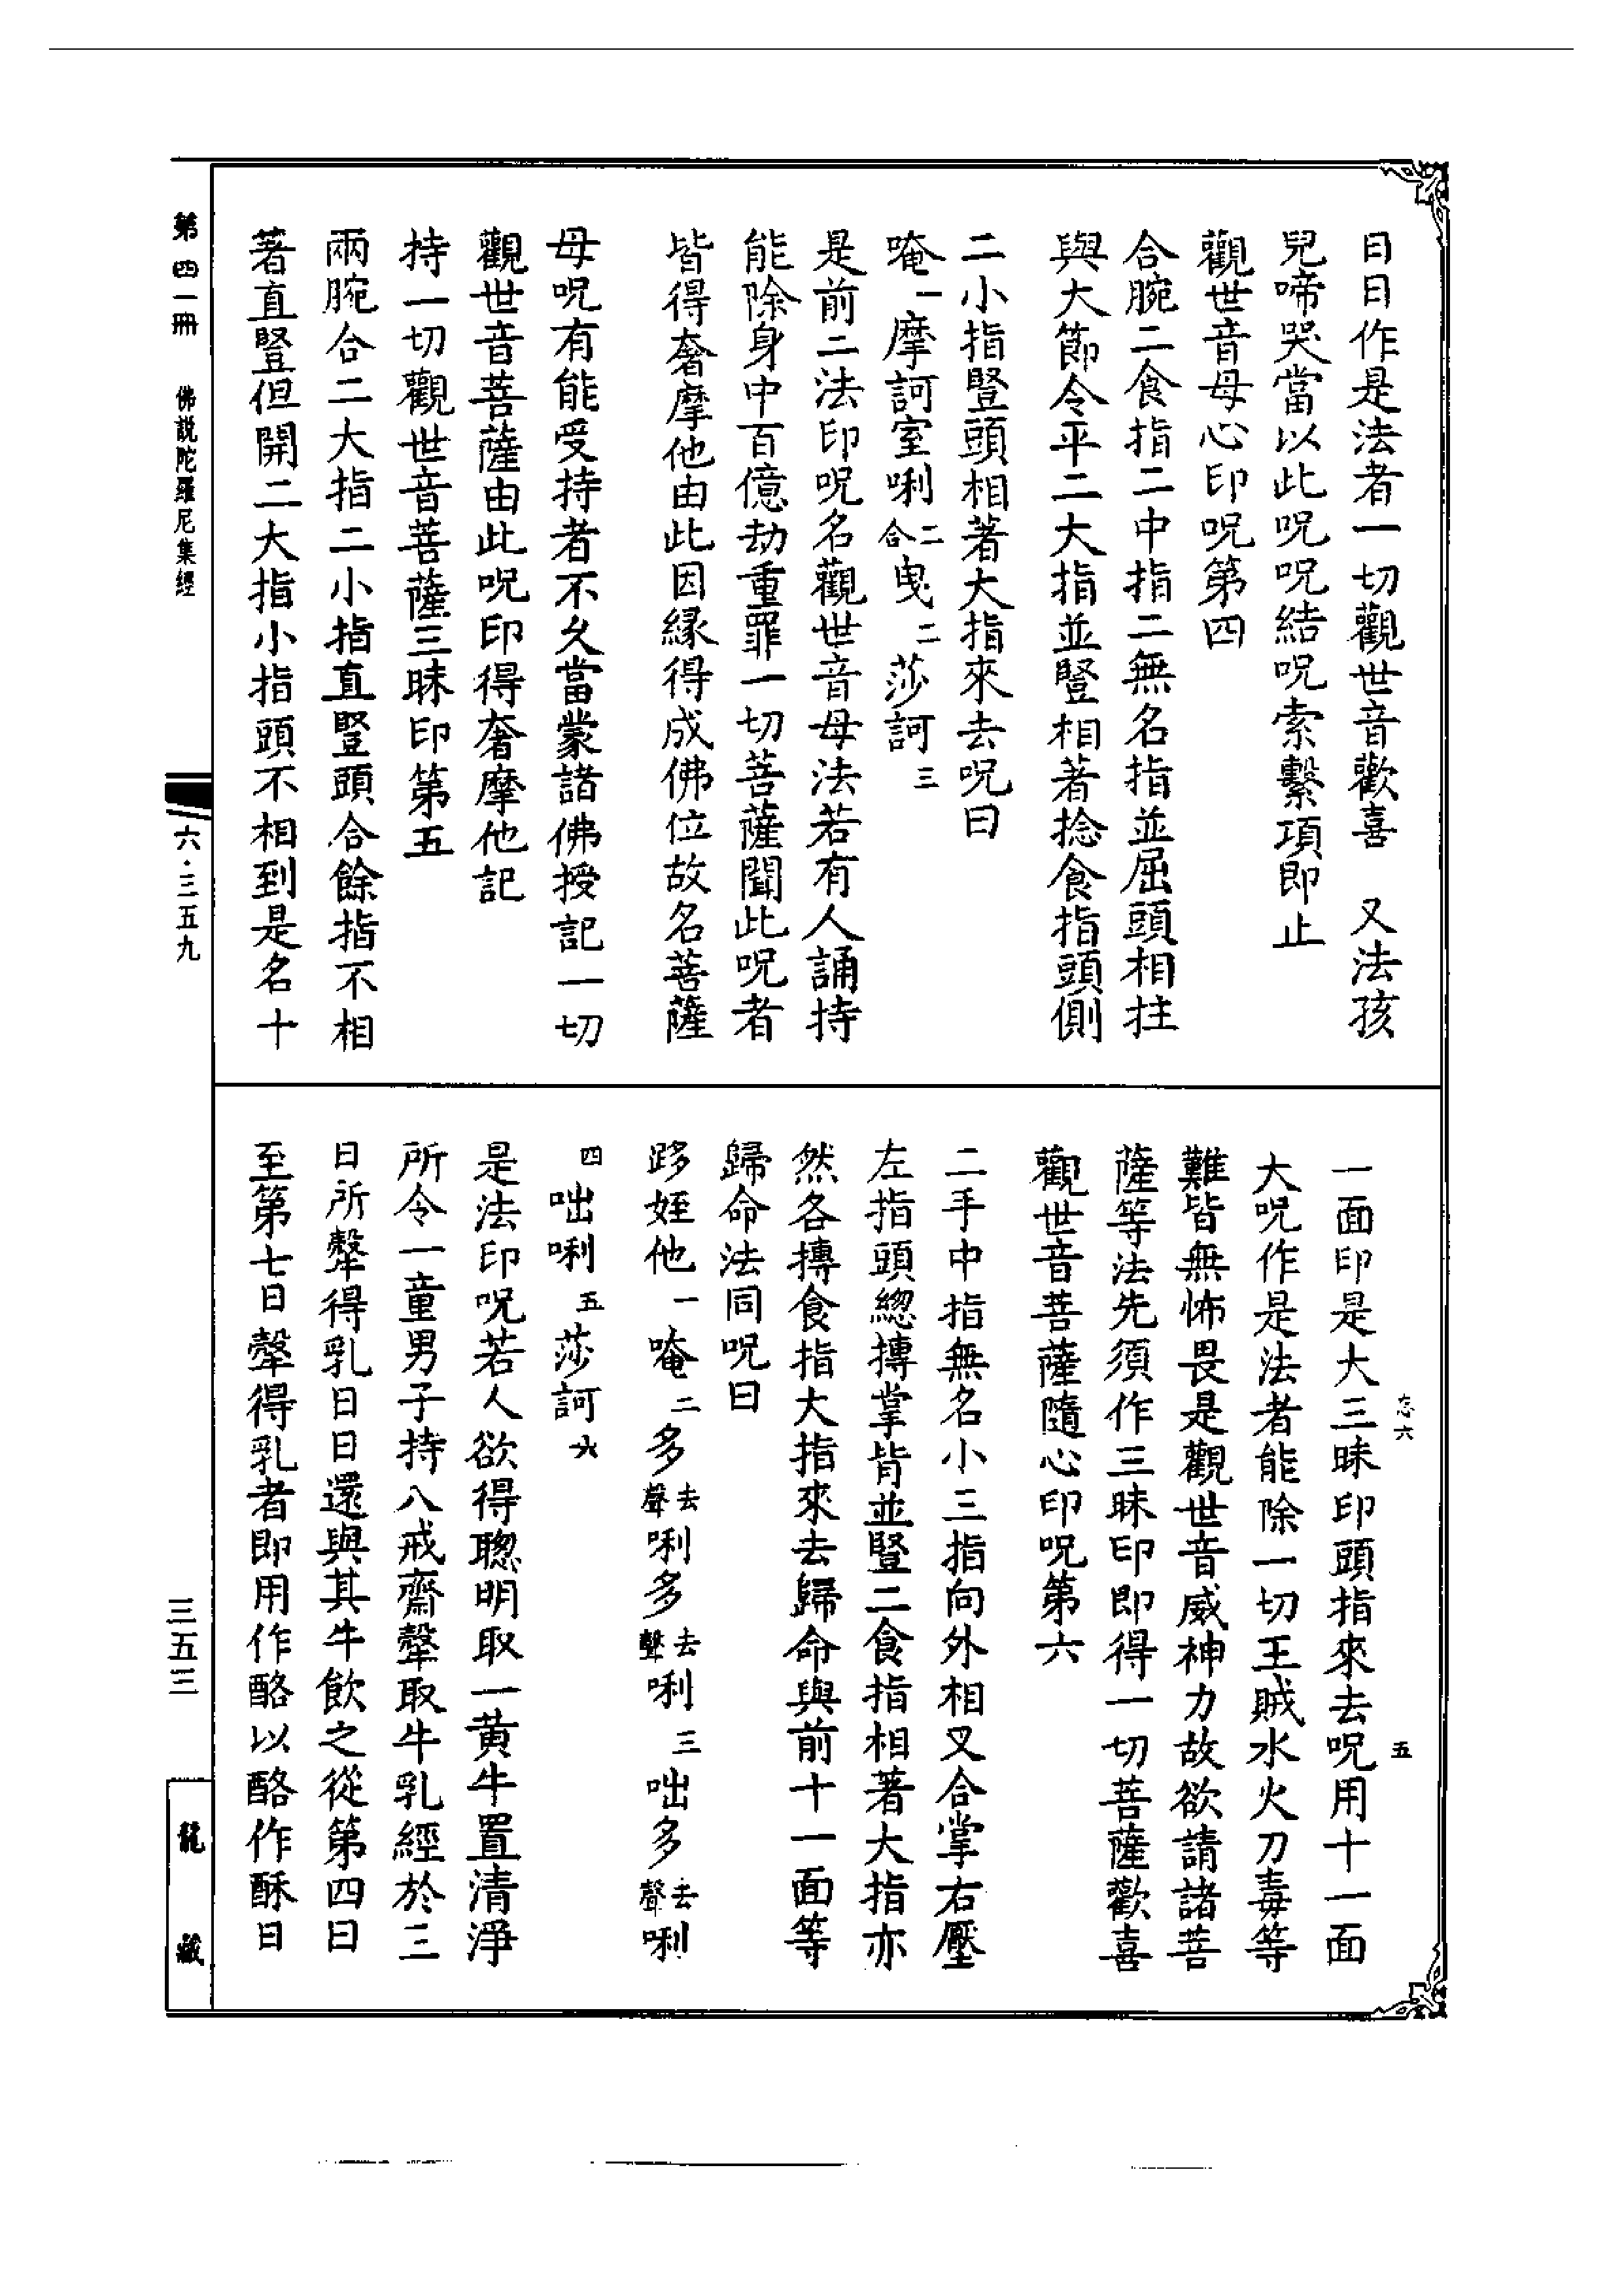 日日作是法者一切觀世音歡喜　又法孩
兒啼哭當以此呪呪結呪索繫項即止
觀世音母心印呪第四
合腕二食指二中指二無名指並屈頭相拄
與大節令平二大指並豎相著捻食指頭側
二小指豎頭相著大指來去呪曰
唵一摩訶室唎二合曳二莎訶三
是前二法印呪名觀世音母法若有人誦持
能除身中百億劫重罪一切菩薩聞此呪者
皆得奢摩他由此因緣得成佛位故名菩薩
母呪有能受持者不久當蒙諸佛授記一切
觀世音菩薩由此呪印得奢摩他記
持一切觀世音菩薩三昧印第五
兩腕合二大指二小指直豎頭合餘指不相
著直豎但開二大指小指頭不相到是名十
一面印是大三昧印頭指來去呪用十一面
大呪作是法者能除一切王賊水火刀毒等
難皆無怖畏是觀世音威神力故欲請諸菩
薩等法先須作三昧印即得一切菩薩歡喜
觀世音菩薩隨心印呪第六
二手中指無名小三指向外相叉合掌右壓
左指頭總摶掌背並豎二食指相著大指亦
然各摶食指大指來去歸命與前十一面等
歸命法同呪曰
跢姪他一唵二多去聲唎多去聲唎三咄多去聲唎
四咄唎五莎訶六
是法印呪若人欲得聰明取一黃牛置清淨
所令一童男子持八戒齋𤛗取牛乳經於三
日所𤛗得乳日日還與其牛飲之從第四日
至第七日𤛗得乳者即用作酪以酪作酥日
忘六
五
第四一冊　佛說陀羅尼集經
六·三五九
三五三
龍藏